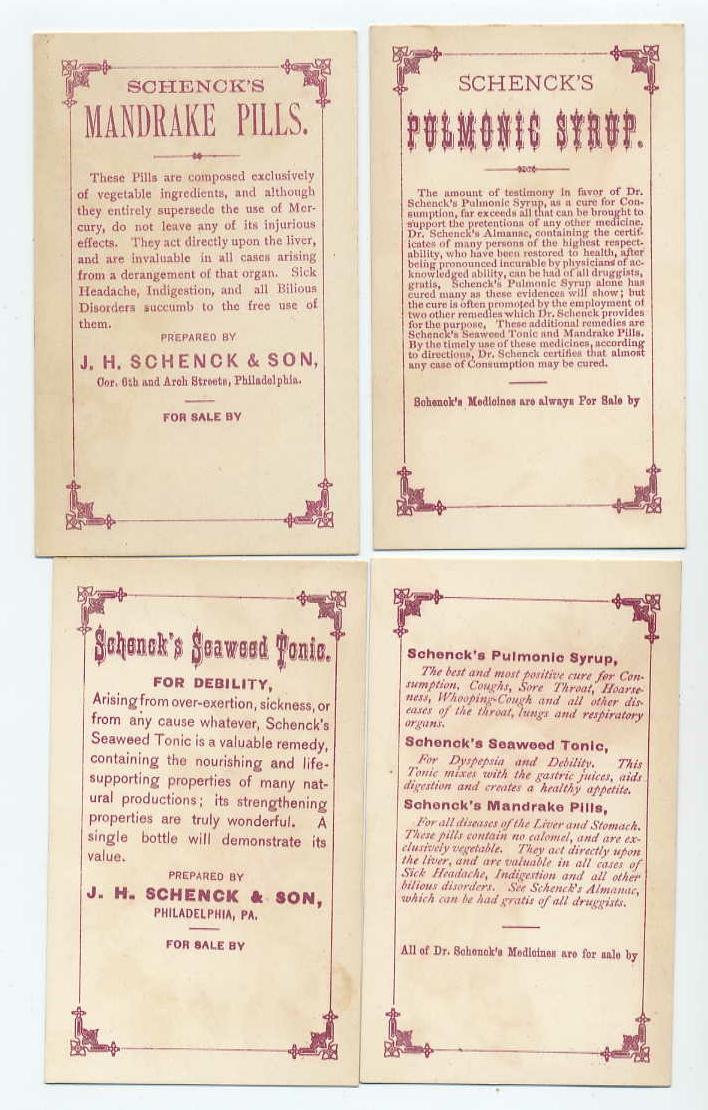 SCHENCK'S
MANDRAKE PILLS.
These Pills are composed exclusively
of vegetable ingredients, and although
they entirely supersede the use of Mer-
cury, do not leave any of its injurious
effects. They act directly upon the liver,
and are invaluable in all cases arising
from a derangement of that organ. Sick
Headache, Indigestion, and all Bilious
Disorders succumb to the free use of
them.
PREPARED BY
J. H. SCHENCK & SON,
Cor. 6th and Arch Streets, Philadelphia.
FOR SALE BY
SCHENCK'S
PULMONIC SYRUP.
The amount of testimony in favor of Dr.
Schenck's Pulmonic Syrup, as a cure for Con-
sumption, far exceeds all that can be brought to
support the pretentions of any other medicine.
Dr. Schenck's Almanac, containing the certif-
icates of many persons of the highest respect-
ability, who have been restored to health, after
being pronounced incurable by physicians of ac-
knowledged ability, can be had of all druggists,
gratis, Schenck's Pulmonic Syrup alone has
cured many as these evidences will show; but
the cure is often promoted by the employment of
two other remedies which Dr. Schenck provides
for the purpose, These additional remedies are
Schenck's Seaweed Tonic and Mandrake Pills.
By the timely use of these medicines, according
to directions, Dr. Schenck certifies that almost
any case of Consumption may be cured.
Schenck's Medicines are always For Sale by
Schenck's Seaweed Tonic.
FOR DEBILITY,
Arising from over-exertion, sickness, or
from any cause whatever, Schenck's
Seaweed Tonic is a valuable remedy,
containing the nourishing and life-
supporting properties of many nat-
ural productions; its strengthening
properties are truly wonderful. A
single bottle will demonstrate its
value.
PREPARED BY
J. H. SCHENCK & SON,
PHILADELPHIA, PA.
FOR SALE BY
Schenck's Pulmonic Syrup,
The best and most positive cure for Con-
sumption, Coughs, Sore Throat, Hoarse-
ness, Whooping-Cough and all other dis-
eases of the throat, lungs and respiratory
organs.
Schenck's Seaweed Tonic,
For Dyspepsia and Debility. This
Tonic mixes with the gastric juices, aids
digestion and creates a healthy appetite.
Schenck's Mandrake Pills,
For all diseases of the Liver and Stomach.
These pills contain no calomel, and are ex-
clusively vegetable. They act directly upon
the liver, and are valuable in all cases of
Sick Headache, Indigestion and all other
bilious disorders. See Schenck's Almanac,
which can be had gratis of all druggists.
All of Dr. Schenck's Medicines are for sale by